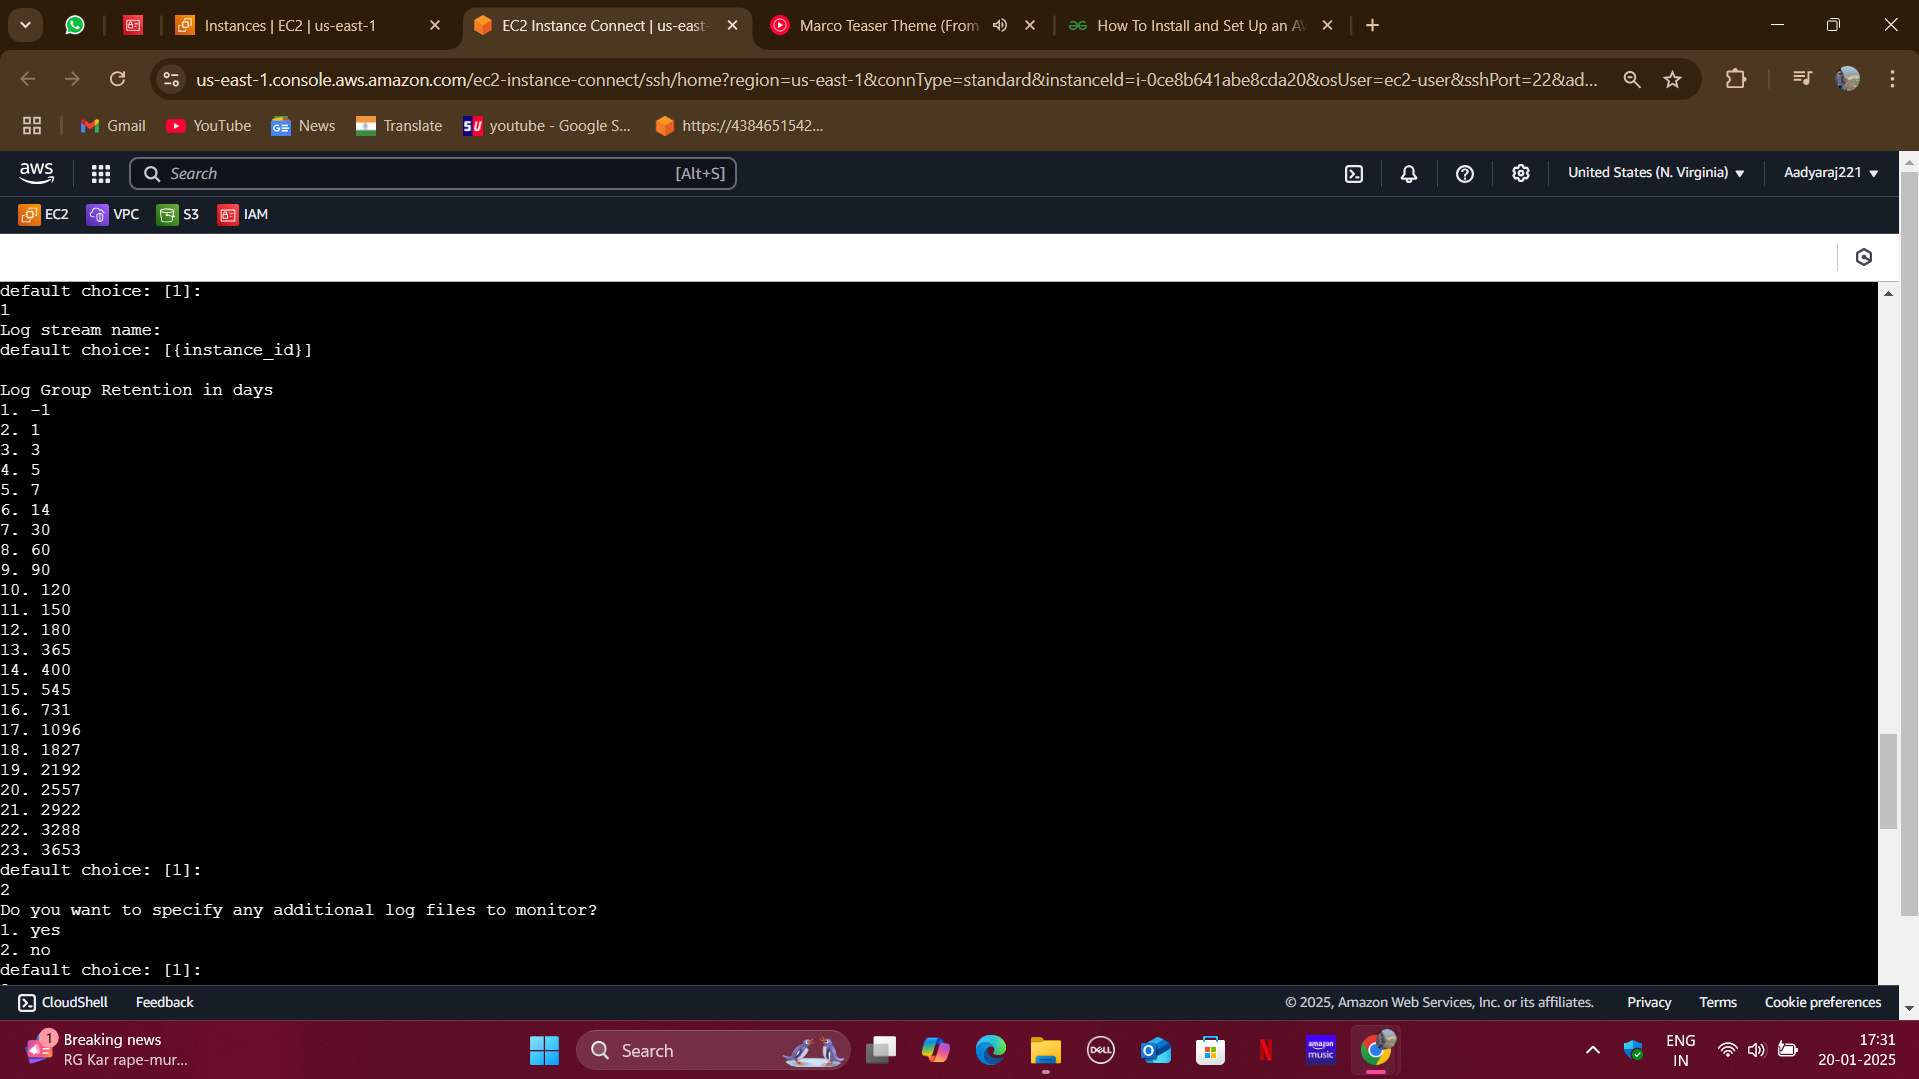 Instances | EC2 | us-east-1
EC2 Instance Connect | us-east-
Marco Teaser Theme (From
How To Install and Set Up an AW
us-east-1.console.aws.amazon.com/ec2-instance-connect/ssh/home?region=us-east-1&connType=standard&instanceId=i-0ce8b641abe8cda20&osUser=ec2-user&sshPort=22&ad...
Gmail
YouTube
News
Translate
SU
youtube - Google S...
https://4384651542...
aws
Search
[Alt+S]
United States (N. Virginia)
Aadyaraj221
EC2
VPC
S3
IAM
default choice: [1]:
1
Log stream name:
default choice: [{instance_id}]
Log Group Retention in days
1. -1
2. 1
3. 3
4. 5
5. 7
6. 14
7. 30
8. 60
9. 90
10. 120
11. 150
12. 180
13. 365
14. 400
15. 545
16. 731
17. 1096
18. 1827
19. 2192
20. 2557
21. 2922
22. 3288
23. 3653
default choice: [1]:
2
Do you want to specify any additional log files to monitor?
1. yes
2. no
default choice: [1]:
CloudShell
Feedback
© 2025, Amazon Web Services, Inc. or its affiliates.
Privacy
Terms
Cookie preferences
1
Breaking news
RG Kar rape-mur...
Search
DELL
amazon music
ENG
IN
17:31
20-01-2025